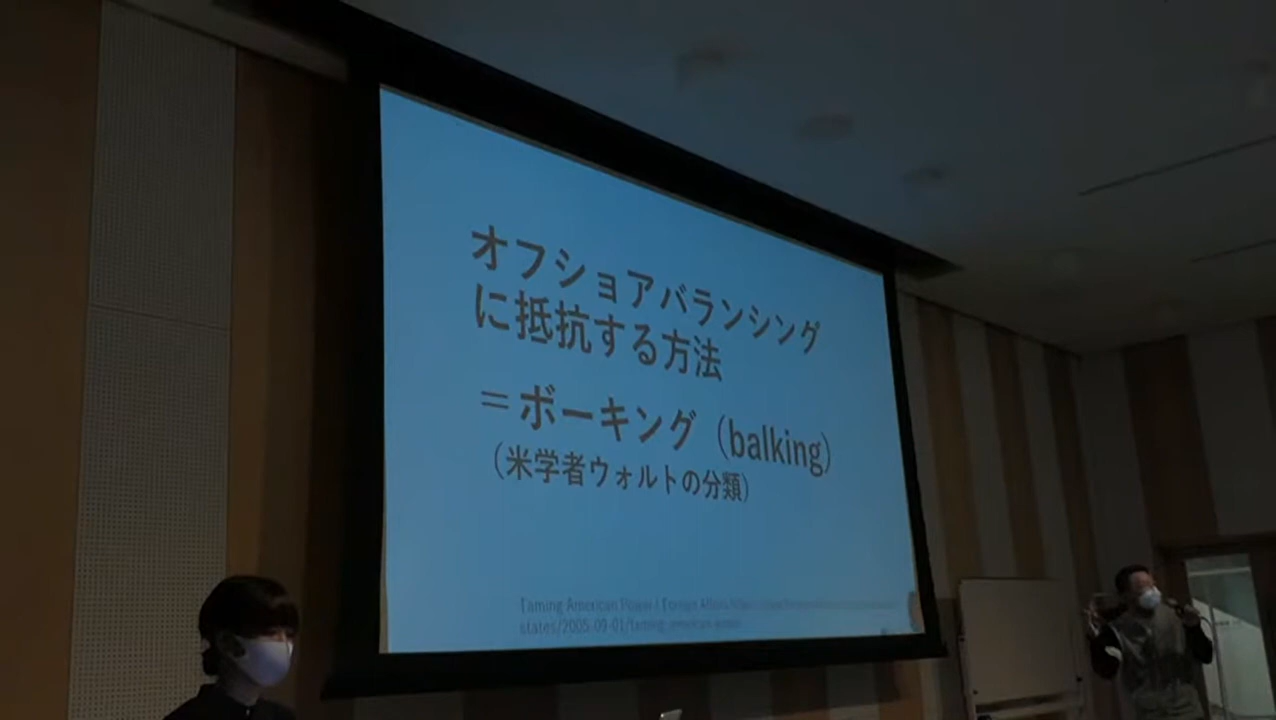 オフショアバランシング
に抵抗する方法
＝ボーキング（balking）
（米学者ウォルトの分類）
Taming American Power | Foreign Affairs https://www.
states/2005-09-01/taming-american-power